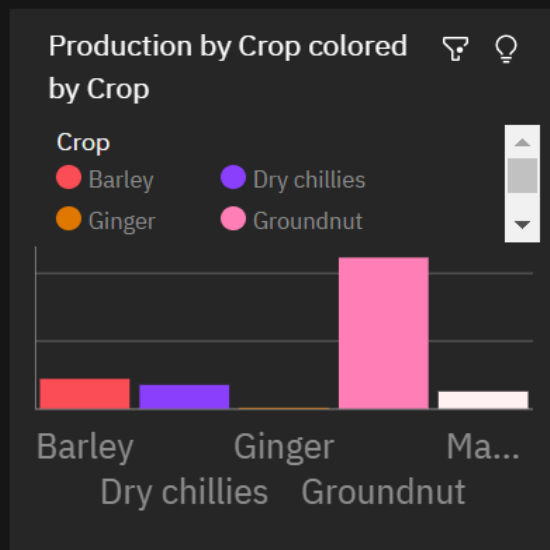 Production by Crop colored
by Crop
Crop
Barley
Dry chillies
Ginger
Groundnut
Barley
Ginger
Ma...
Dry chillies
Groundnut